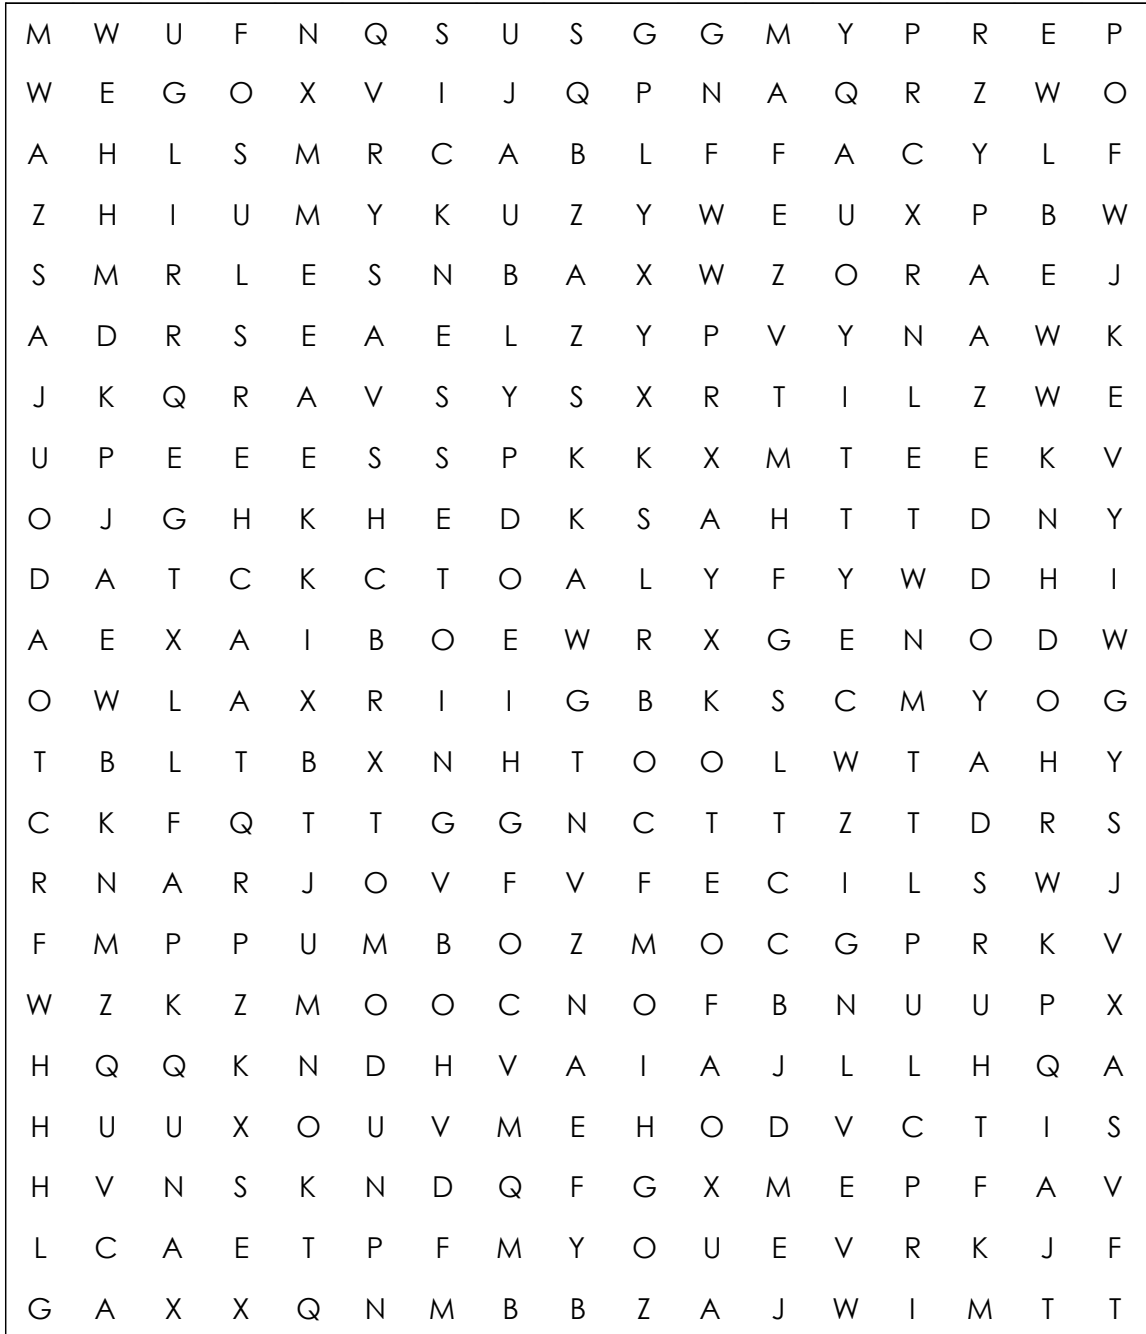 M W U F N Q S U S G G M Y P R E P
W E G O X V I J Q P N A Q R Z W O
A H L S M R C A B L F F A C Y L F
Z H I U M Y K U Z Y W E U X P B W
S M R L E S N B A X W Z O R A E J
A D R S E A E L Z Y P V Y N A W K
J K Q R A V S Y S X R T I L Z W E
U P E E E S S P K K X M T E E K V
O J G H K H E D K S A H T T D N Y
D A T C K C T O A L Y F Y W D H I
A E X A I B O E W R X G E N O D W
O W L A X R I I G B K S C M Y O G
T B L T B X N H T O O L W T A H Y
C K F Q T T G G N C T T Z T D R S
R N A R J O V F V F E C I L S W J
F M P P U M B O Z M O C G P R K V
W Z K Z M O O C N O F B N U U P X
H Q Q K N D H V A I A J L L H Q A
H U U X O U V M E H O D V C T I S
H V N S K N D Q F G X M E P F A V
L C A E T P F M Y O U E V R K J F
G A X X Q N M B B Z A J W I M T T